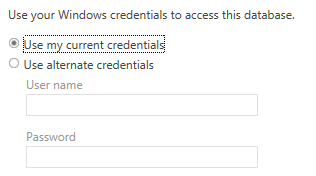 Use your Windows credentials to access this database.
Use my current credentials
Use alternate credentials
User name
Password